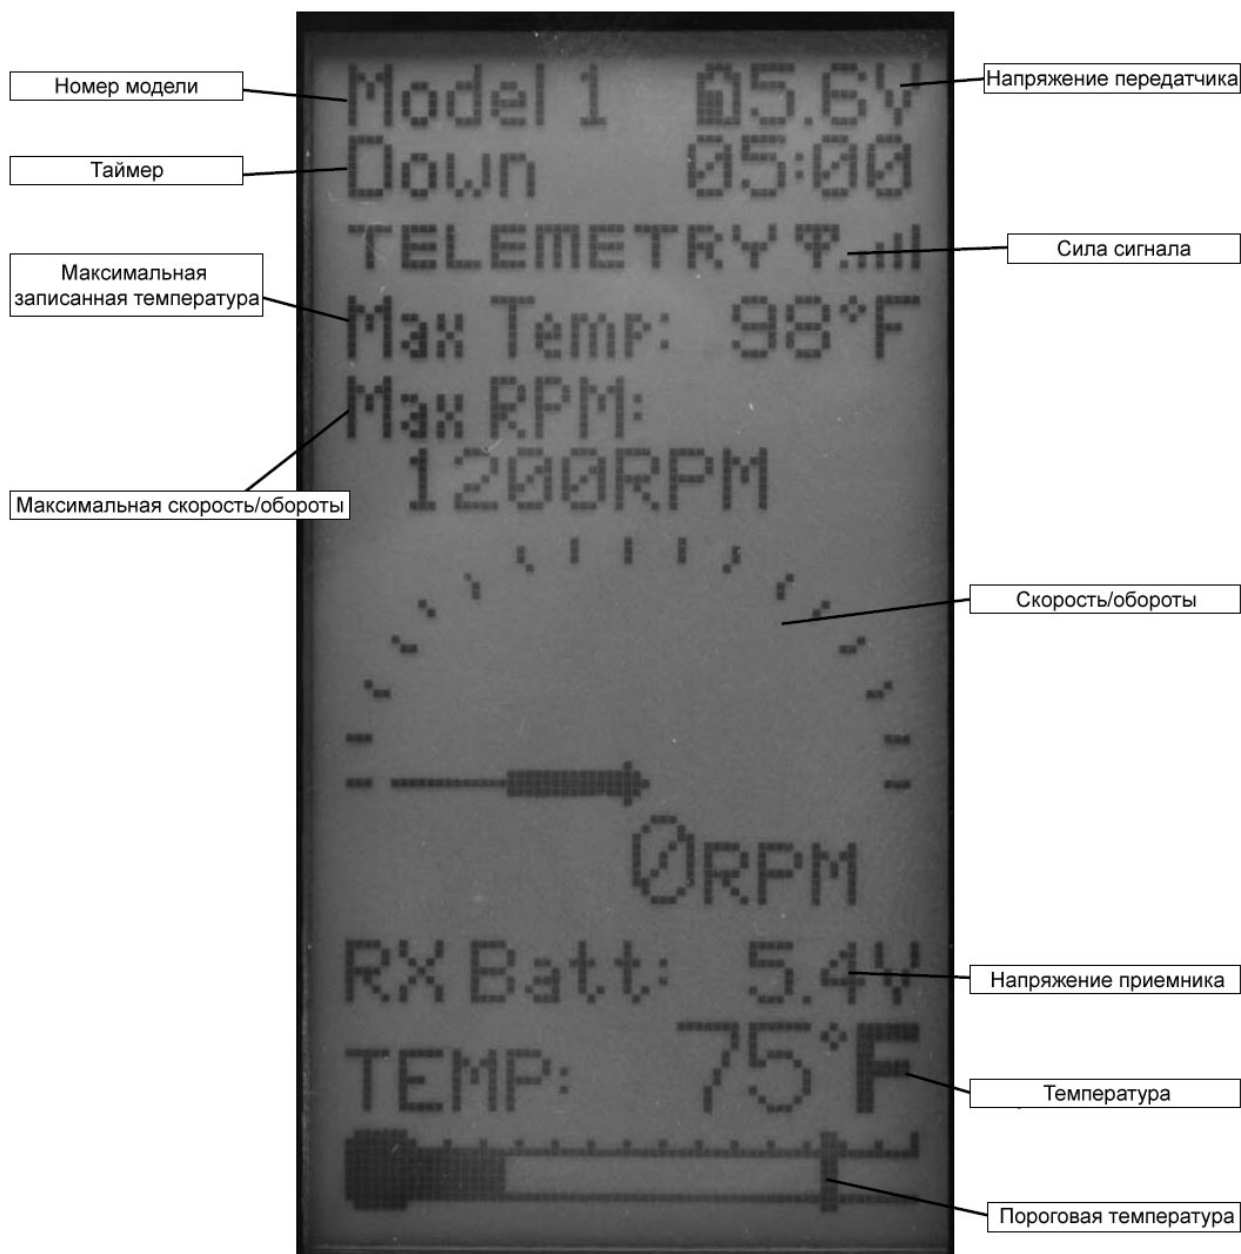 Номер модели
Model 1 5.6V
Напряжение передатчика
Таймер
Down 05:00
TELEMETRY
Сила сигнала
Максимальная
записанная температура
Max Temp: 98°F
Max RPM:
1200RPM
Максимальная скорость/обороты
Скорость/обороты
0RPM
RX Batt: 5.4V
Напряжение приемника
TEMP: 75°F
Температура
Пороговая температура